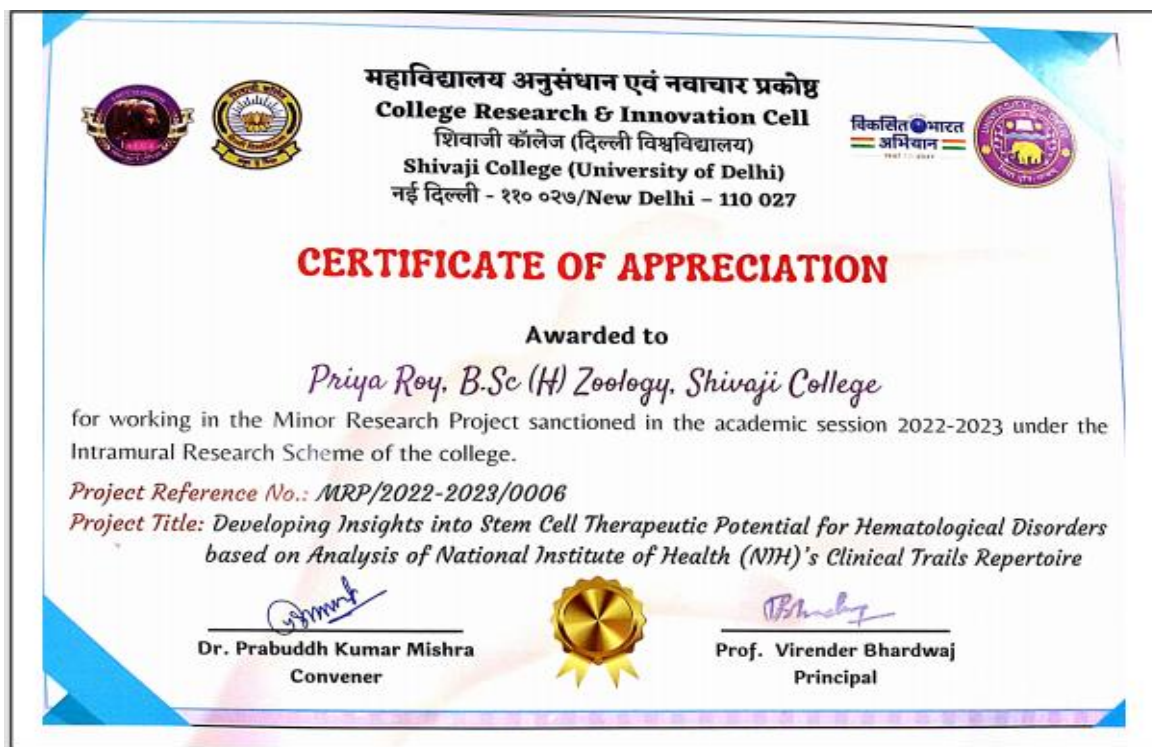 महाविद्यालय अनुसंधान एवं नवाचार प्रकोष्ठ
College Research & Innovation Cell
शिवाजी कॉलेज (दिल्ली विश्वविद्यालय)
Shivaji College (University of Delhi)
नई दिल्ली - ११० ०२७/New Delhi – 110 027
विकसित भारत
अभियान
UNIVERSITY OF DELHI
CERTIFICATE OF APPRECIATION
Awarded to
Priya Roy, B.Sc (H) Zoology, Shivaji College
for working in the Minor Research Project sanctioned in the academic session 2022-2023 under the
Intramural Research Scheme of the college.
Project Reference No.: MRP/2022-2023/0006
Project Title: Developing Insights into Stem Cell Therapeutic Potential for Hematological Disorders
based on Analysis of National Institute of Health (NIH)'s Clinical Trails Repertoire
Dr. Prabuddh Kumar Mishra
Convener
Prof. Virender Bhardwaj
Principal